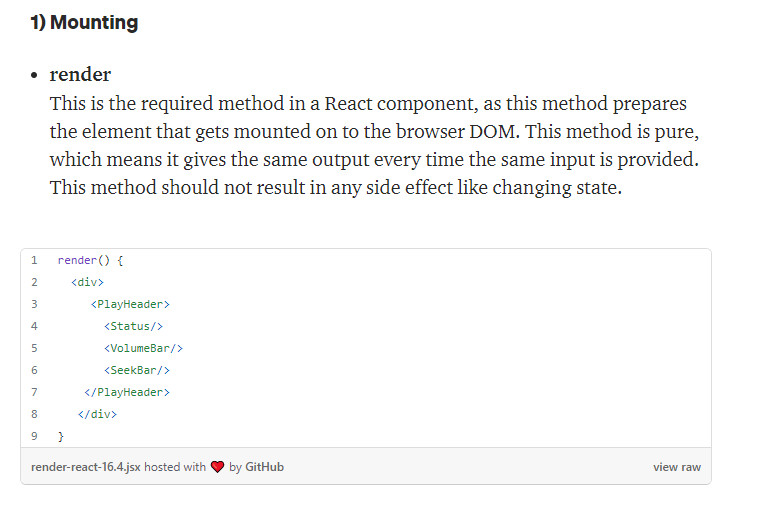 1) Mounting
• render
This is the required method in a React component, as this method prepares
the element that gets mounted on to the browser DOM. This method is pure,
which means it gives the same output every time the same input is provided.
This method should not result in any side effect like changing state.
1 render() {
2 <div>
3 <PlayHeader>
4 <Status/>
5 <VolumeBar/>
6 <SeekBar/>
7 </PlayHeader>
8 </div>
9 }
render-react-16.4.jsx hosted with ❤ by GitHub view raw